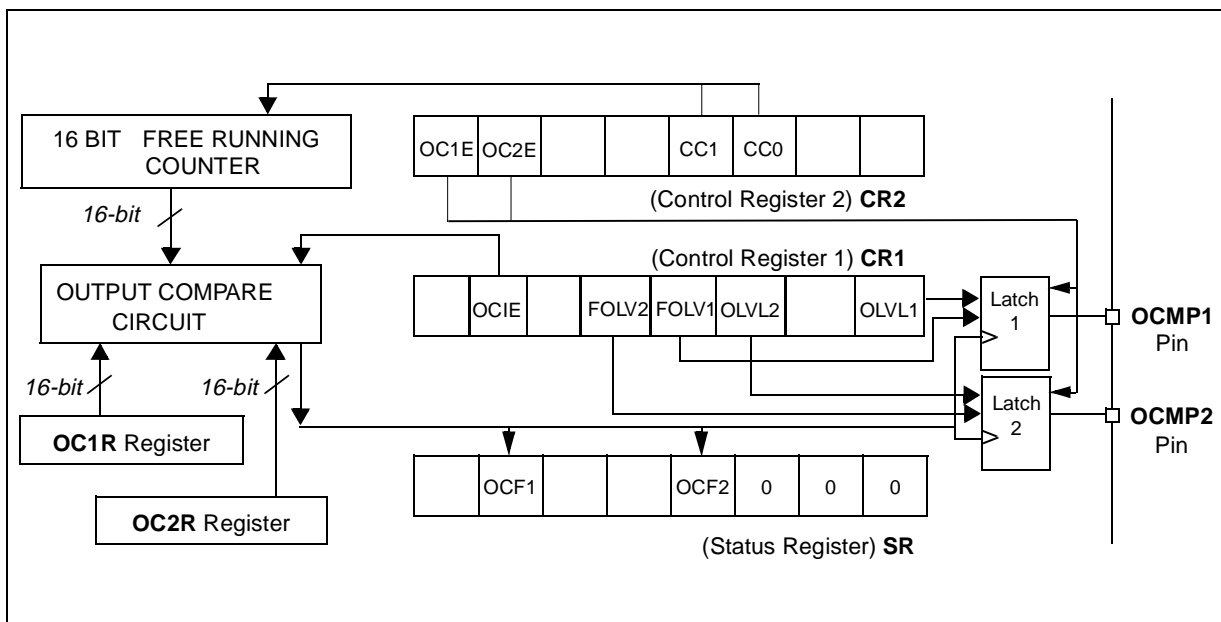 16 BIT FREE RUNNING
COUNTER
OC1E OC2E CC1 CC0
(Control Register 2) CR2
16-bit
(Control Register 1) CR1
OUTPUT COMPARE
CIRCUIT
OCIE FOLV2 FOLV1 OLVL2 OLVL1
Latch
1
OCMP1
Pin
16-bit
16-bit
Latch
2
OCMP2
Pin
OC1R Register
OCF1 OCF2 0 0 0
OC2R Register
(Status Register) SR